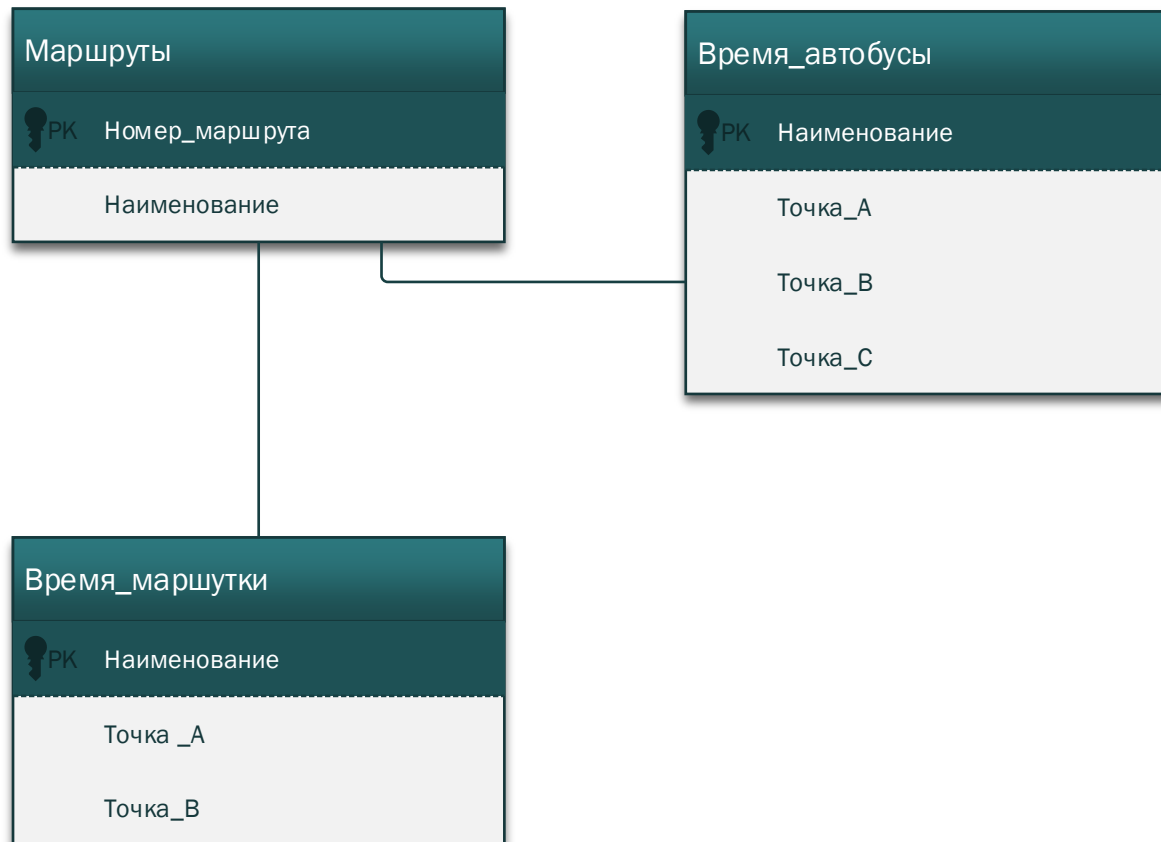 Маршруты
PK Номер_маршрута
Наименование
Время_автобусы
PK Наименование
Точка_A
Точка_B
Точка_C
Время_маршутки
PK Наименование
Точка _A
Точка_B